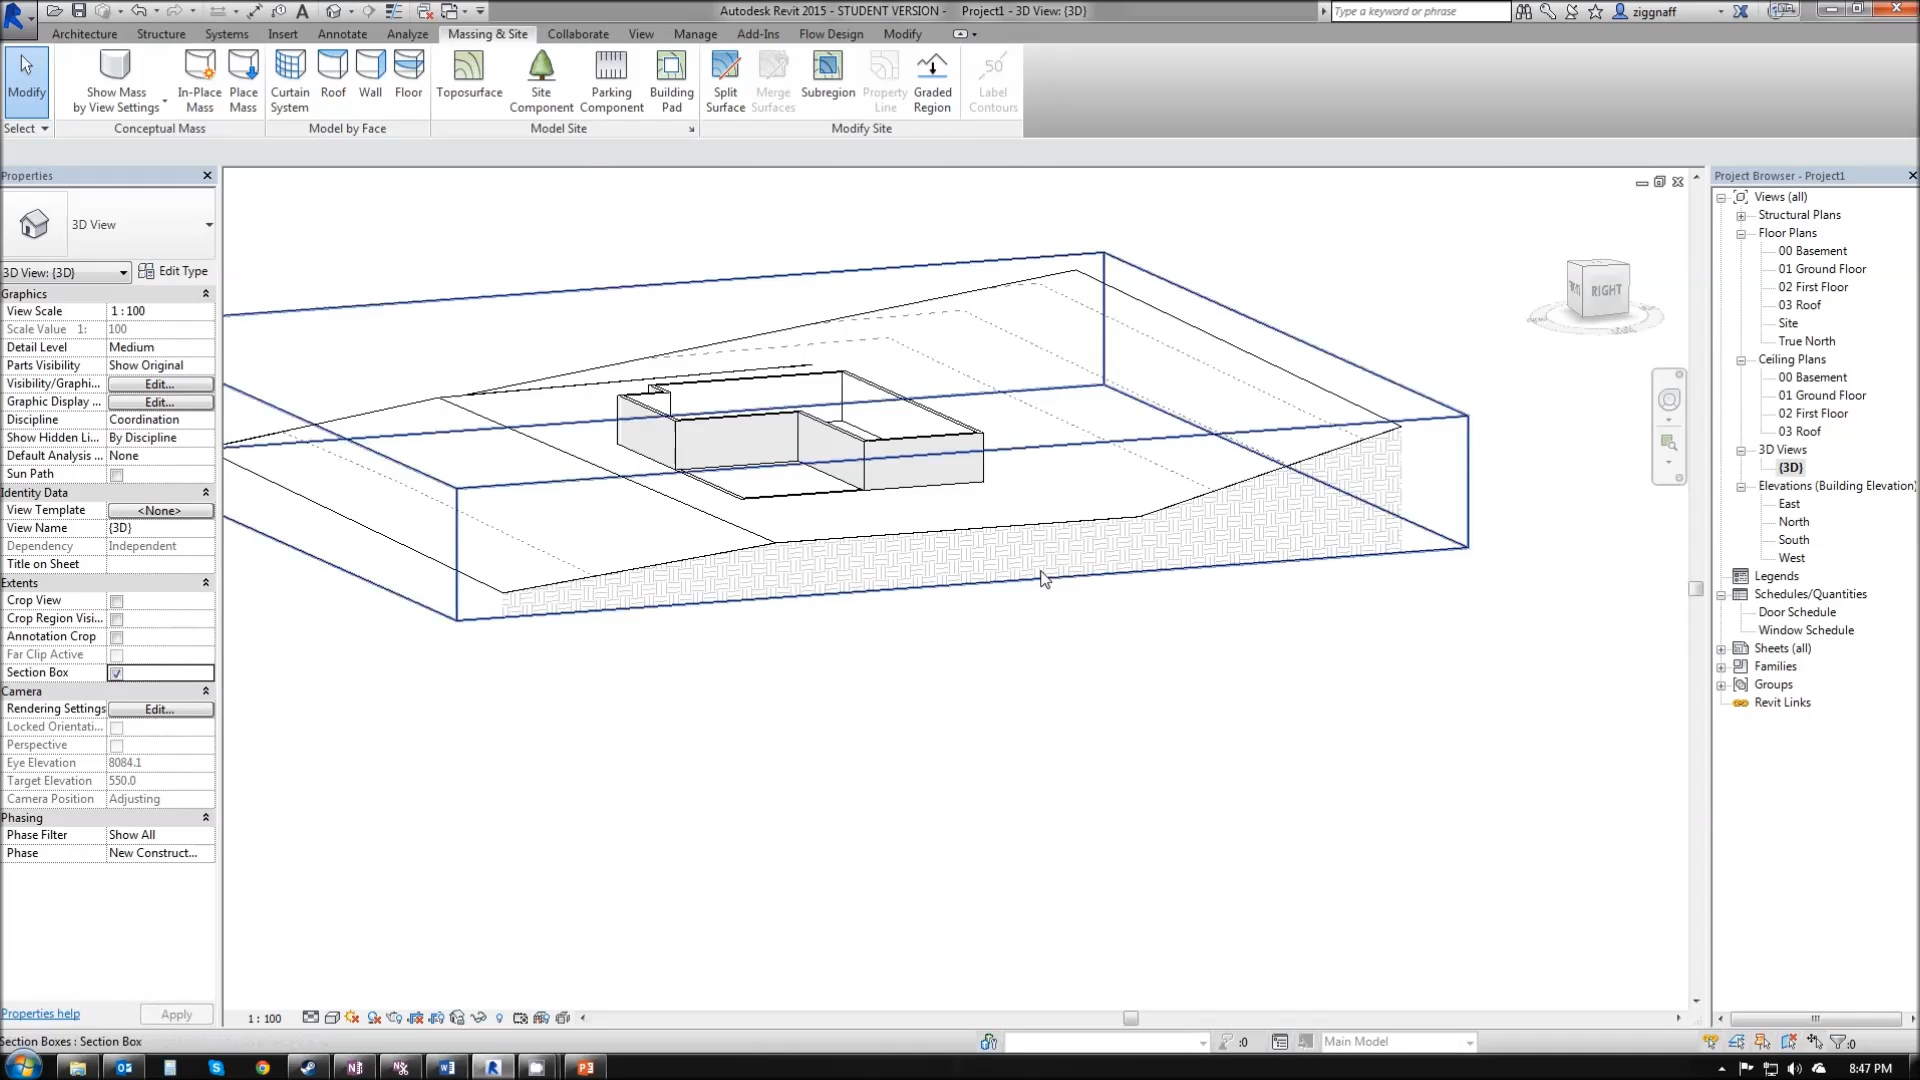 Autodesk Revit 2015 - STUDENT VERSION - Project1 - 3D View: {3D}
Type a keyword or phrase
ziggnaff
Architecture Structure Systems Insert Annotate Analyze Massing & Site Collaborate View Manage Add-Ins Flow Design Modify
Modify
Show Mass
by View Settings
In-Place
Mass
Place
Mass
Curtain
System
Roof
Wall
Floor
Toposurface
Site
Component
Parking
Component
Building
Pad
Split
Surface
Merge
Surfaces
Subregion
Property
Line
Graded
Region
50
Label
Contours
Select
Conceptual Mass
Model by Face
Model Site
Modify Site
Properties
3D View
3D View: {3D}
Edit Type
Graphics
View Scale 1 : 100
Scale Value 1: 100
Detail Level Medium
Parts Visibility Show Original
Visibility/Graphi... Edit...
Graphic Display ... Edit...
Discipline Coordination
Show Hidden Li... By Discipline
Default Analysis ... None
Sun Path
Identity Data
View Template <None>
View Name {3D}
Dependency Independent
Title on Sheet
Extents
Crop View
Crop Region Visi...
Annotation Crop
Far Clip Active
Section Box
Camera
Rendering Settings Edit...
Locked Orientati...
Perspective
Eye Elevation 8084.1
Target Elevation 550.0
Camera Position Adjusting
Phasing
Phase Filter Show All
Phase New Construct...
Properties help
Apply
RIGHT
Project Browser - Project1
Views (all)
Structural Plans
Floor Plans
00 Basement
01 Ground Floor
02 First Floor
03 Roof
Site
True North
Ceiling Plans
00 Basement
01 Ground Floor
02 First Floor
03 Roof
3D Views
{3D}
Elevations (Building Elevation)
East
North
South
West
Legends
Schedules/Quantities
Door Schedule
Window Schedule
Sheets (all)
Families
Groups
Revit Links
1 : 100
Section Boxes : Section Box
:0
Main Model
:0
8:47 PM